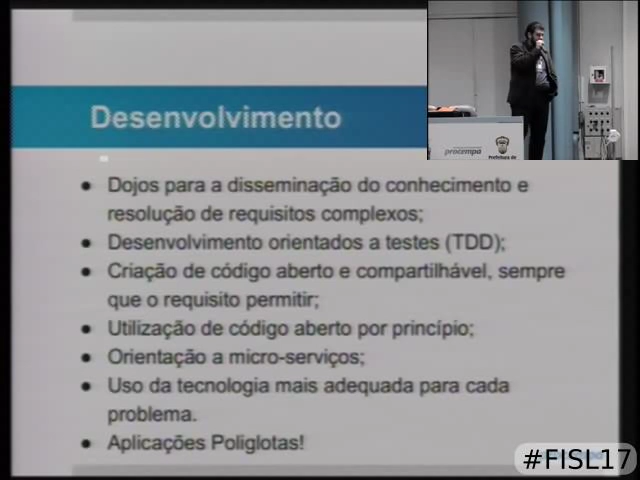 Desenvolvimento
procempa
Prefeitura de
• Dojos para a disseminação do conhecimento e
resolução de requisitos complexos;
• Desenvolvimento orientados a testes (TDD);
• Criação de código aberto e compartilhável, sempre
que o requisito permitir;
• Utilização de código aberto por princípio;
• Orientação a micro-serviços;
• Uso da tecnologia mais adequada para cada
problema.
• Aplicações Poliglotas!
#FISL17